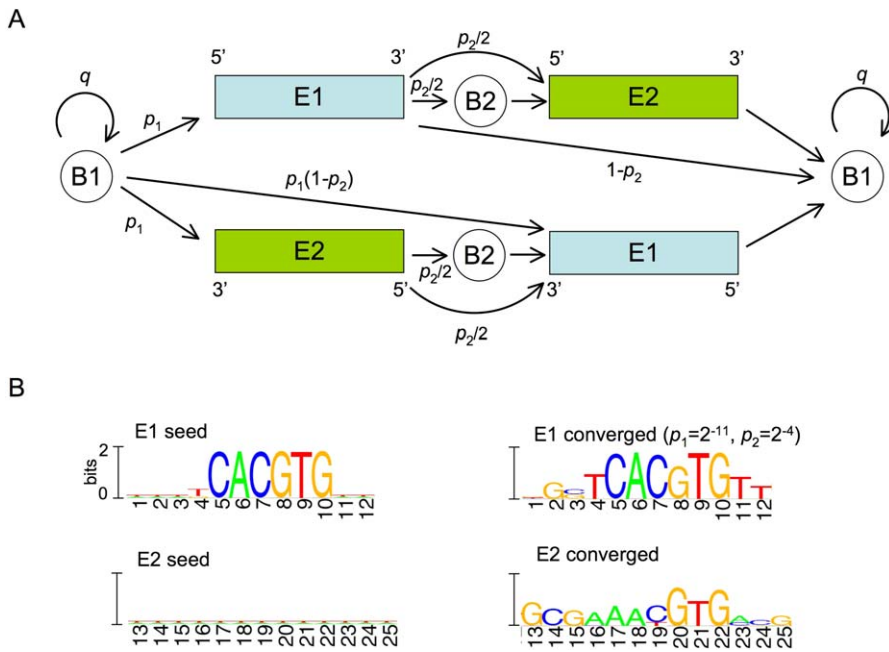 A
5' 3' p2/2 5' 3'
q E1 p2/2 B2 E2 q
p1
B1 1-p2 B1
p1(1-p2)
p1
E2 p2/2 B2 E1
3' 5' 3' 5'
p2/2
B
E1 seed
2
bits
0
CACGTG
T
1 2 3 4 5 6 7 8 9 10 11 12
E1 converged (p1=2-11, p2=2-4)
TCACGTGTT
1 2 3 4 5 6 7 8 9 10 11 12
E2 seed
13 14 15 16 17 18 19 20 21 22 23 24 25
E2 converged
GCGAAACGTGACG
13 14 15 16 17 18 19 20 21 22 23 24 25